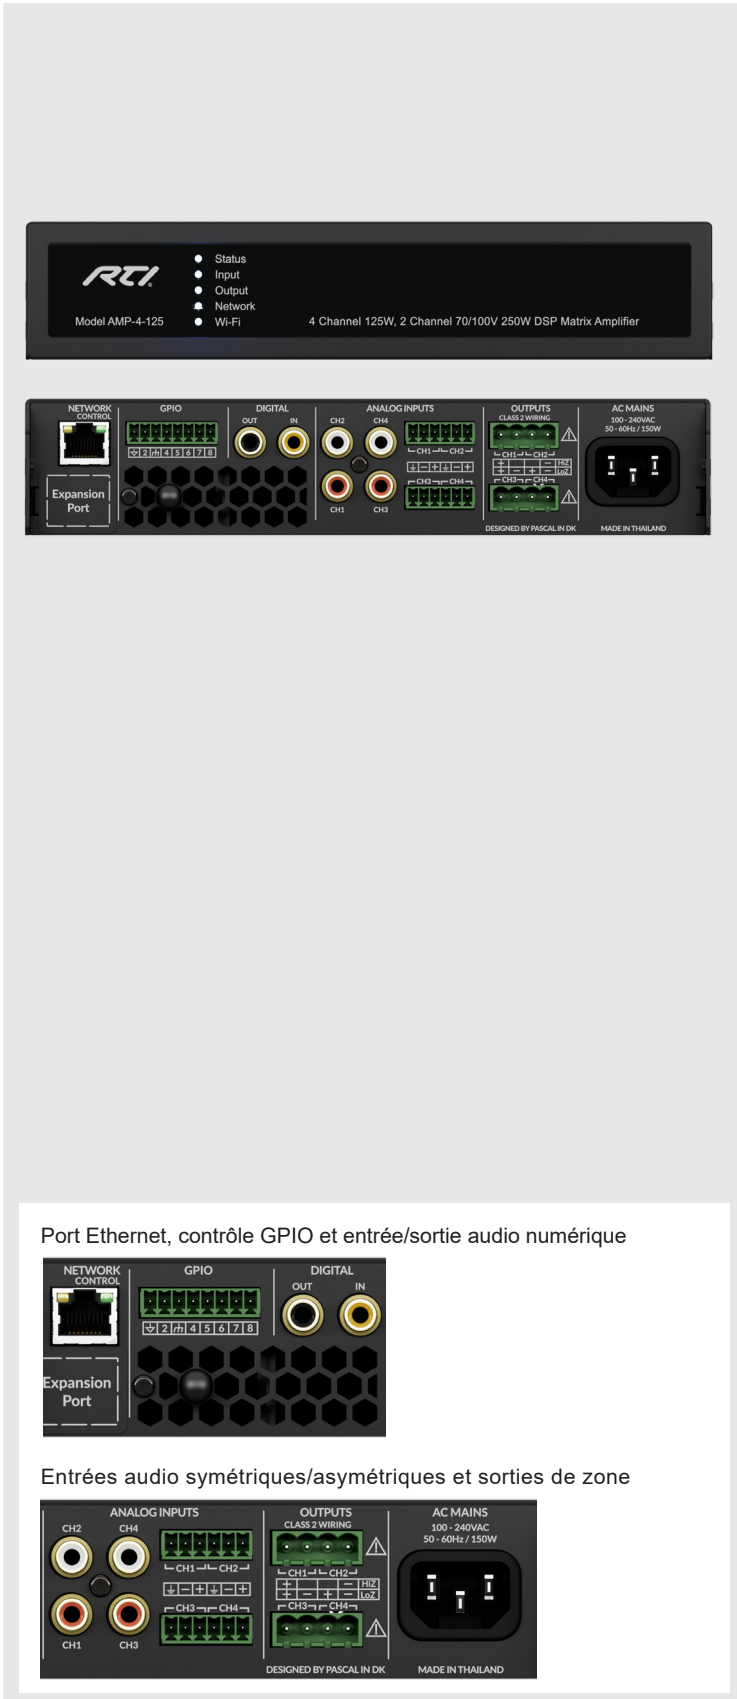 RTI
Status
Input
Output
Network
Model AMP-4-125
Wi-Fi
4 Channel 125W, 2 Channel 70/100V 250W DSP Matrix Amplifier
NETWORK
CONTROL
GPIO
2 4 5 6 7 8
Expansion
Port
DIGITAL
OUT IN
ANALOG INPUTS
CH2 CH4
CH1 CH3
CH1 CH2
CH3 CH4
OUTPUTS
CLASS 2 WIRING
CH1 CH2
+ − HiZ
+ − + − LoZ
CH3 CH4
DESIGNED BY PASCAL IN DK
AC MAINS
100 - 240VAC
50 - 60Hz / 150W
MADE IN THAILAND
Port Ethernet, contrôle GPIO et entrée/sortie audio numérique
NETWORK
CONTROL
GPIO
2 4 5 6 7 8
DIGITAL
OUT IN
Expansion
Port
Entrées audio symétriques/asymétriques et sorties de zone
ANALOG INPUTS
CH2 CH4
CH1 CH3
CH1 CH2
− + − +
CH3 CH4
OUTPUTS
CLASS 2 WIRING
CH1 CH2
+ − HiZ
+ − + − LoZ
CH3 CH4
DESIGNED BY PASCAL IN DK
AC MAINS
100 - 240VAC
50 - 60Hz / 150W
MADE IN THAILAND